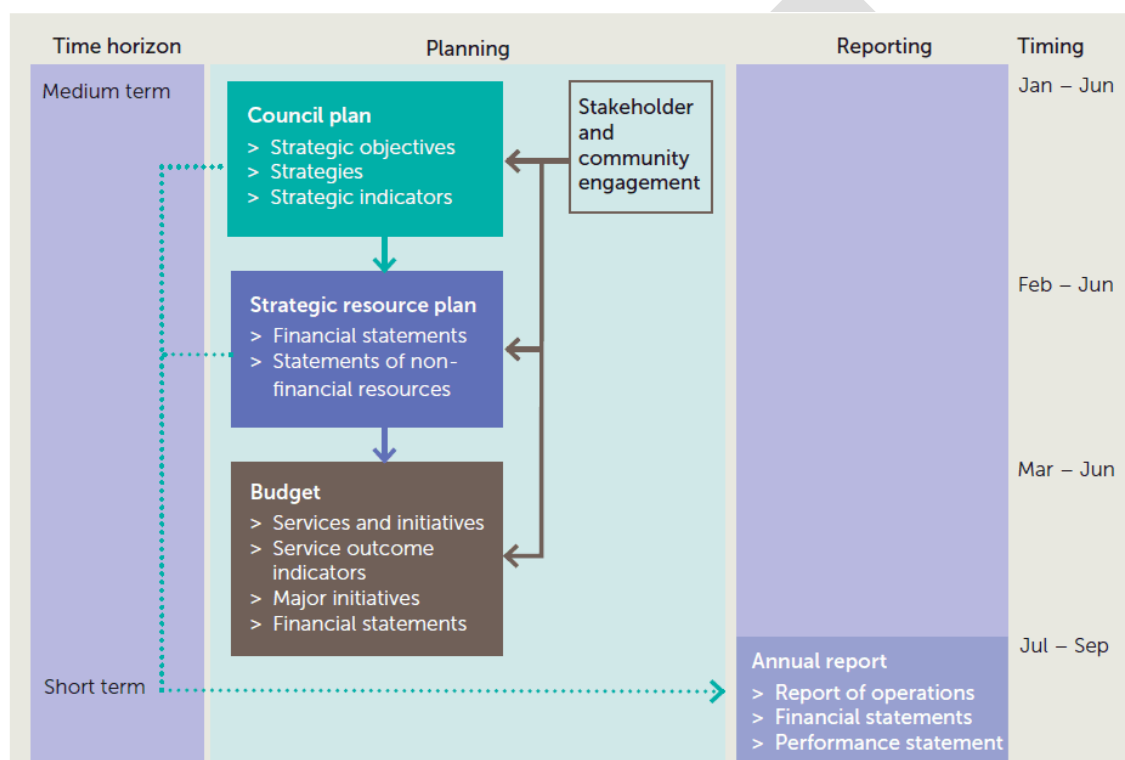 Time horizon
Planning
Reporting
Timing
Medium term
Jan – Jun
Council plan
> Strategic objectives
> Strategies
> Strategic indicators
Stakeholder
and
community
engagement
Feb – Jun
Strategic resource plan
> Financial statements
> Statements of non-
financial resources
Mar – Jun
Budget
> Services and initiatives
> Service outcome
indicators
> Major initiatives
> Financial statements
Jul – Sep
Short term
Annual report
> Report of operations
> Financial statements
> Performance statement